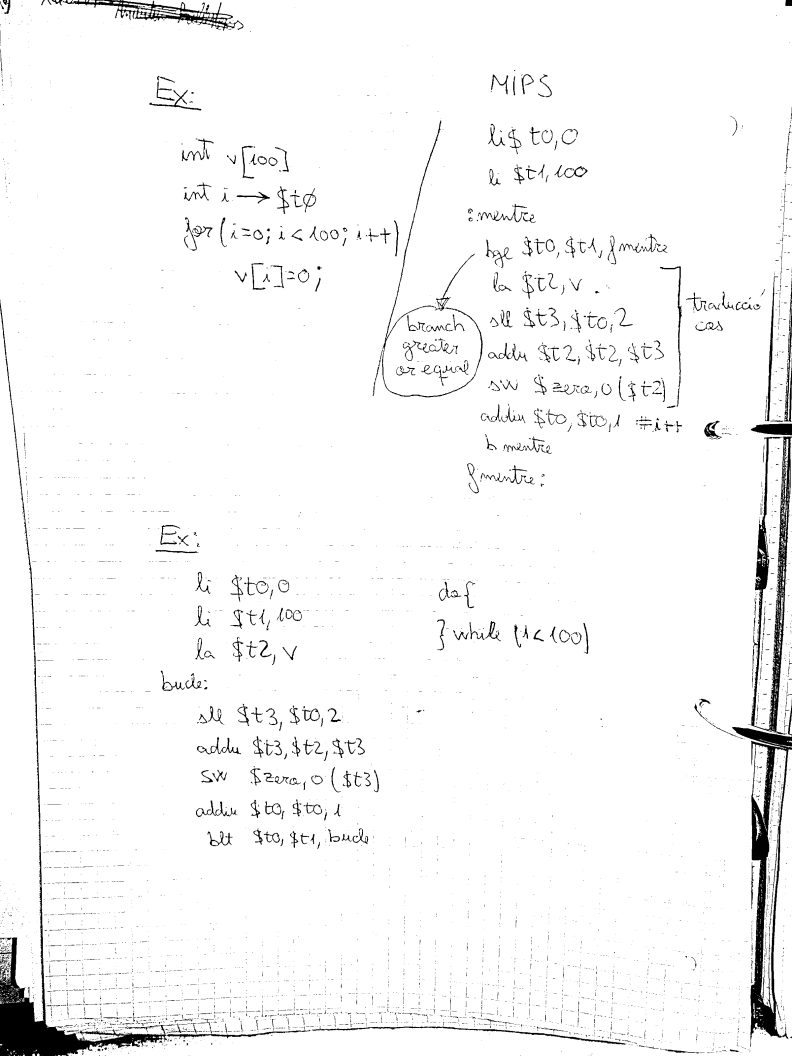 Ex:
int v[100]
int i → $t0
for (i=0; i<100; i++)
v[i]=0;
MIPS
li $t0,0
li $t1,100
:mentre
bge $t0, $t1, fmentre
la $t2, v
sll $t3, $t0, 2
addu $t2, $t2, $t3
sw $zero, 0($t2)
addiu $t0, $t0, 1 #i++
b mentre
fmentre:
branch
greater
or equal
traducció
cos
Ex:
li $t0,0
li $t1,100
la $t2, v
bucle:
sll $t3, $t0, 2
addu $t3, $t2, $t3
sw $zero, 0($t3)
addiu $t0, $t0, 1
blt $t0, $t1, bucle
do{
} while (i<100)